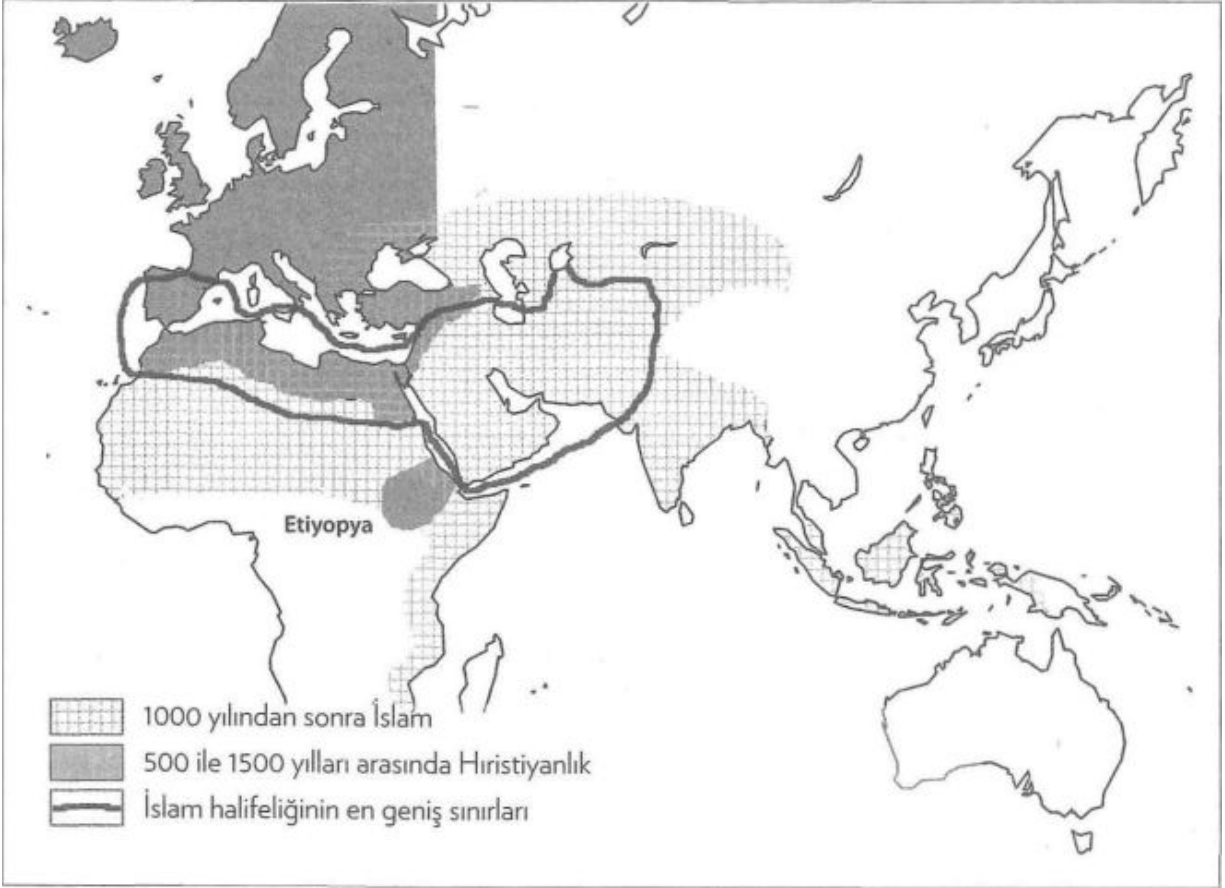 Etiyopya
1000 yılından sonra İslam
500 ile 1500 yılları arasında Hıristiyanlık
İslam halifeliğinin en geniş sınırları